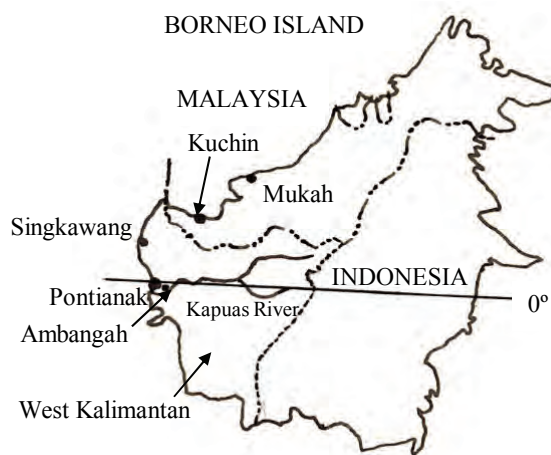 BORNEO ISLAND
MALAYSIA
Kuchin
Mukah
Singkawang
INDONESIA
Pontianak
Kapuas River
0º
Ambangah
West Kalimantan